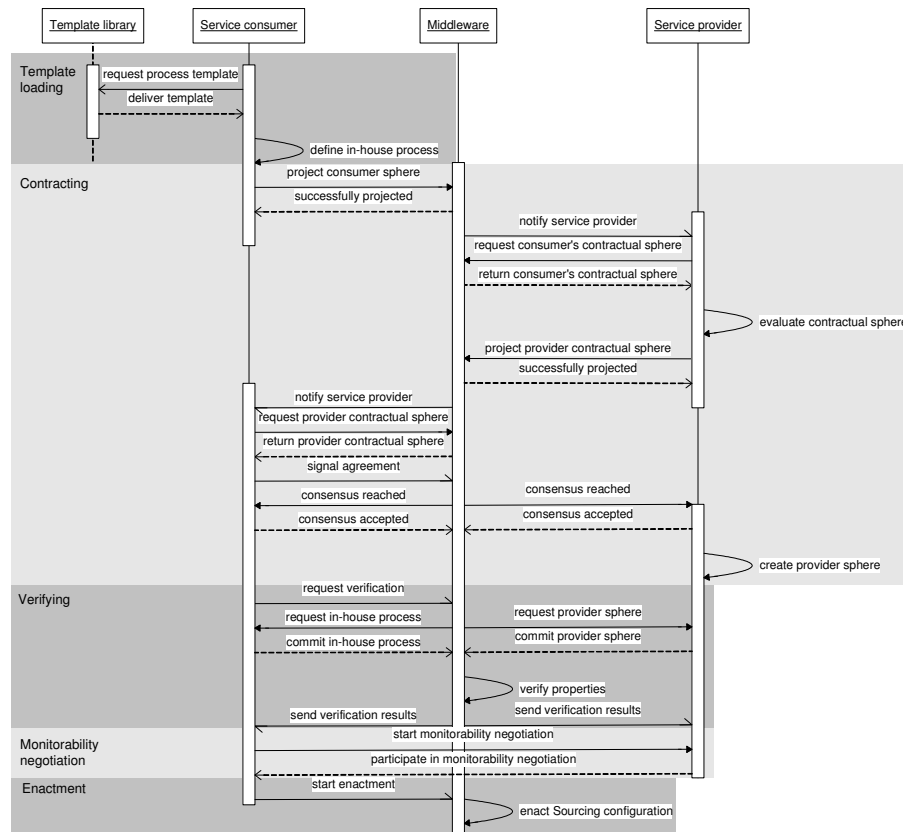 Template library
Service consumer
Middleware
Service provider
Template
loading
request process template
deliver template
define in-house process
Contracting
project consumer sphere
successfully projected
notify service provider
request consumer's contractual sphere
return consumer's contractual sphere
evaluate contractual sphere
project provider contractual sphere
successfully projected
notify service provider
request provider contractual sphere
return provider contractual sphere
signal agreement
consensus reached
consensus reached
consensus accepted
consensus accepted
create provider sphere
Verifying
request verification
request in-house process
request provider sphere
commit in-house process
commit provider sphere
verify properties
send verification results
send verification results
Monitorability
negotiation
start monitorability negotiation
participate in monitorability negotiation
Enactment
start enactment
enact Sourcing configuration